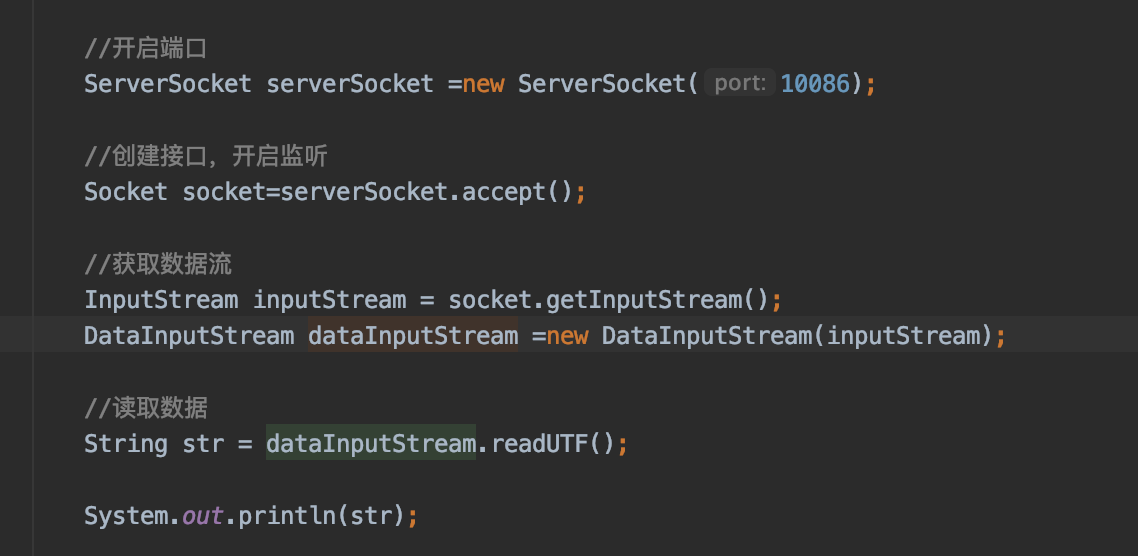 //开启端口
ServerSocket serverSocket =new ServerSocket( port: 10086);
//创建接口，开启监听
Socket socket=serverSocket.accept();
//获取数据流
InputStream inputStream = socket.getInputStream();
DataInputStream dataInputStream =new DataInputStream(inputStream);
//读取数据
String str = dataInputStream.readUTF();
System.out.println(str);